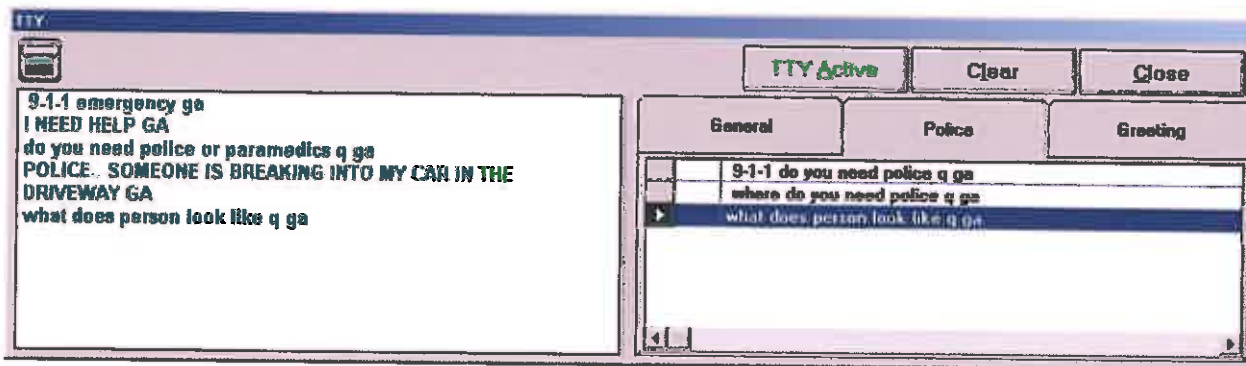 TTY
TTY Active
Clear
Close
9-1-1 emergency ga
I NEED HELP GA
do you need police or paramedics q ga
POLICE.. SOMEONE IS BREAKING INTO MY CAR IN THE
DRIVEWAY GA
what does person look like q ga
General
Police
Greeting
9-1-1 do you need police q ga
where do you need police q ga
what does person look like q ga